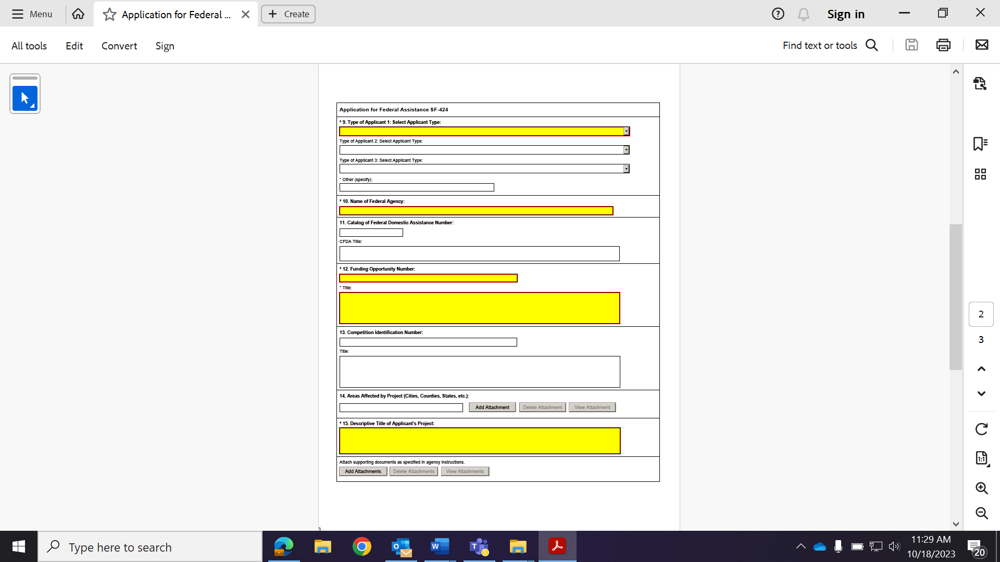 Menu
Application for Federal ...
Create
Sign in
All tools
Edit
Convert
Sign
Find text or tools
Application for Federal Assistance SF-424
* 9. Type of Applicant 1: Select Applicant Type:
Type of Applicant 2: Select Applicant Type:
Type of Applicant 3: Select Applicant Type:
* Other (specify):
* 10. Name of Federal Agency:
11. Catalog of Federal Domestic Assistance Number:
CFDA Title:
* 12. Funding Opportunity Number:
* Title:
13. Competition Identification Number:
Title:
14. Areas Affected by Project (Cities, Counties, States, etc.):
Add Attachment Delete Attachment View Attachment
* 15. Descriptive Title of Applicant's Project:
Attach supporting documents as specified in agency instructions.
Add Attachments Delete Attachments View Attachments
2
3
1:1
Type here to search
11:29 AM
10/18/2023
20